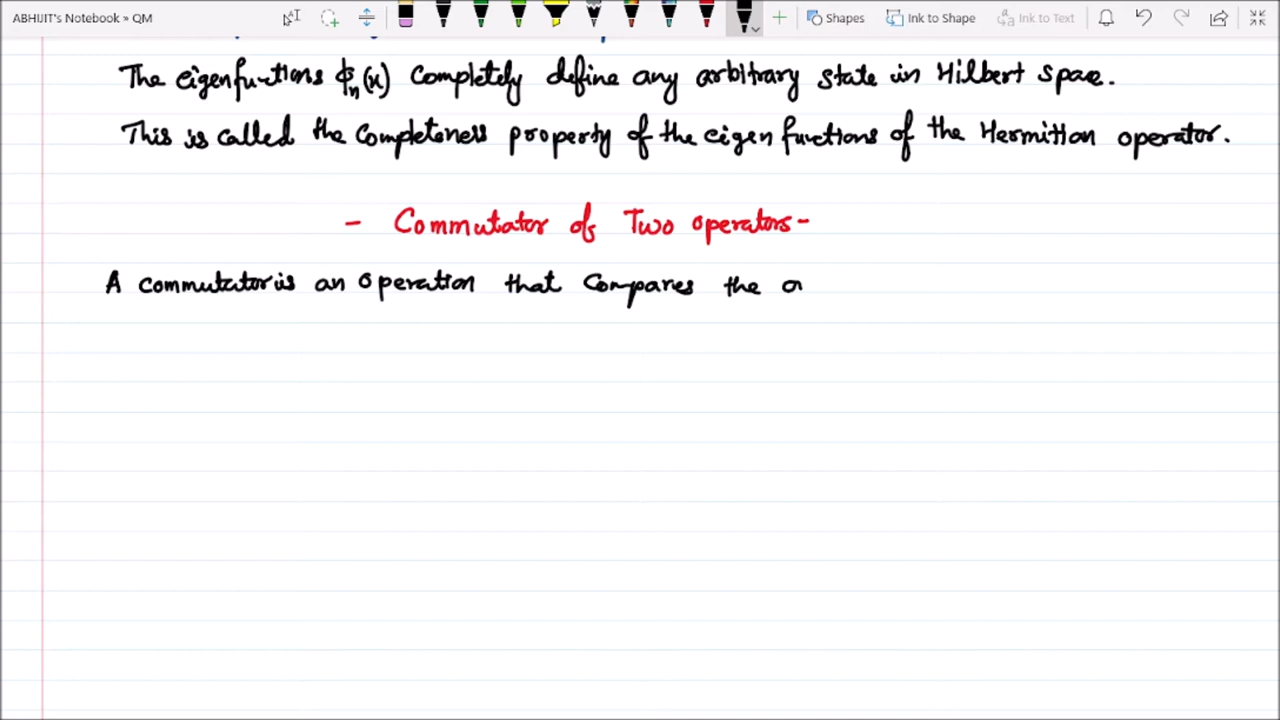 ABHIJIT's Notebook » QM
Shapes
Ink to Shape
Ink to Text
The eigenfunctions ϕn(x) completely define any arbitrary state in Hilbert space.
This is called the completeness property of the eigen functions of the Hermitian operator.
- Commutator of Two operators -
A commutator is an operation that compares the o